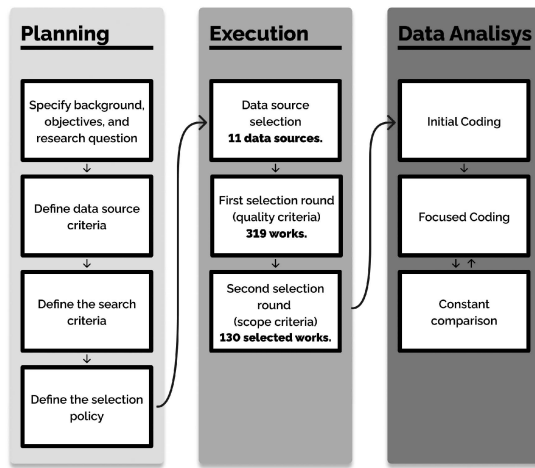 Planning
Specify background,
objectives, and
research question
Define data source
criteria
Define the search
criteria
Define the selection
policy
Execution
Data source
selection
11 data sources.
First selection round
(quality criteria)
319 works.
Second selection
round
(scope criteria)
130 selected works.
Data Analisys
Initial Coding
Focused Coding
Constant
comparison